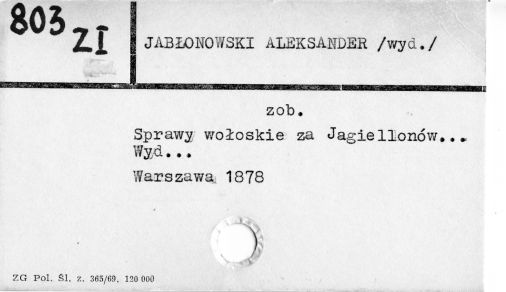 803
ZI
JABŁONOWSKI ALEKSANDER /wyd./
zob.
Sprawy wołoskie za Jagiellonów...
Wyd...
Warszawa 1878
ZG Pol. Śl. z. 365/69. 120 000